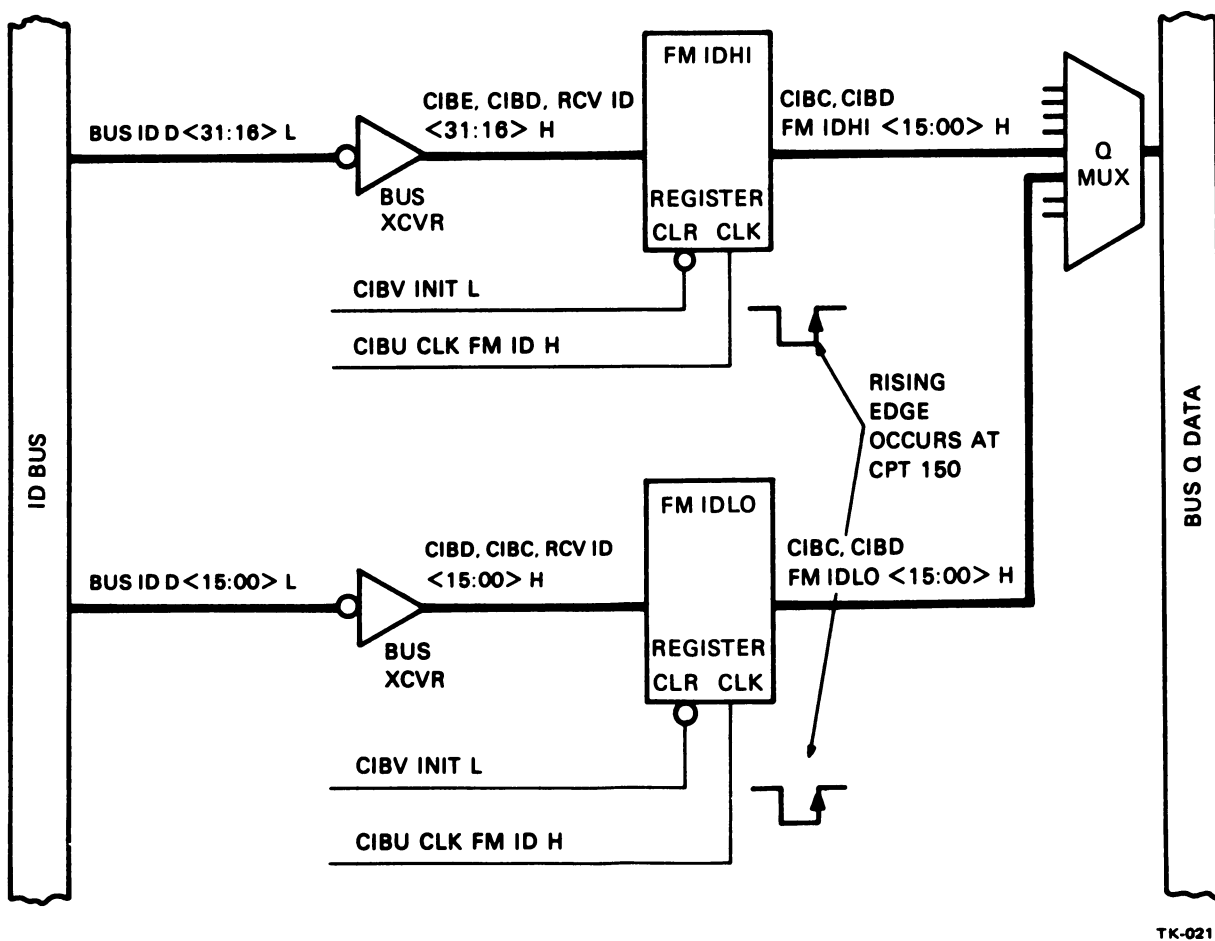 FM IDHI
CIBE, CIBD, RCV ID
<31:16> H
CIBC, CIBD
FM IDHI <15:00> H
BUS ID D<31:16> L
Q
MUX
BUS
XCVR
REGISTER
CLR CLK
CIBV INIT L
CIBU CLK FM ID H
RISING
EDGE
OCCURS AT
CPT 150
ID BUS
BUS Q DATA
FM IDLO
CIBD, CIBC, RCV ID
<15:00> H
CIBC, CIBD
FM IDLO <15:00> H
BUS ID D<15:00> L
BUS
XCVR
REGISTER
CLR CLK
CIBV INIT L
CIBU CLK FM ID H
TK-021